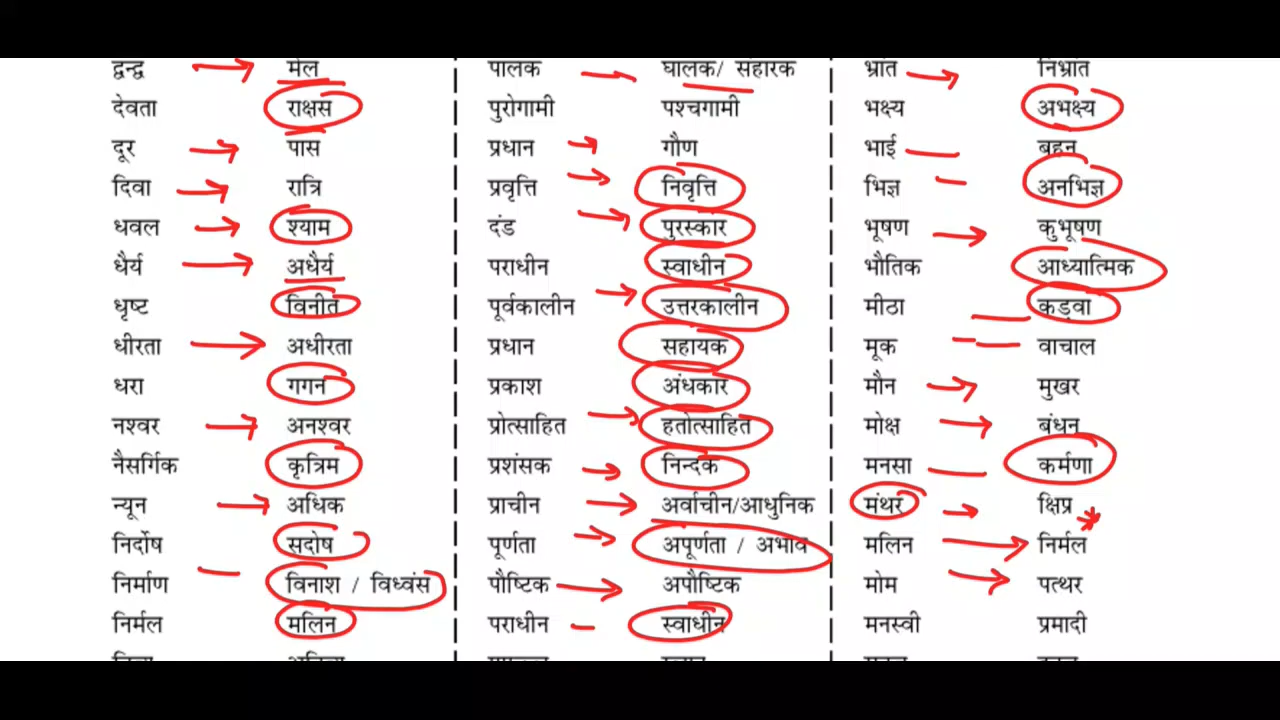 द्वन्द्व मेल
देवता राक्षस
दूर पास
दिवा रात्रि
धवल श्याम
धैर्य अधैर्य
धृष्ट विनीत
धीरता अधीरता
धरा गगन
नश्वर अनश्वर
नैसर्गिक कृत्रिम
न्यून अधिक
निर्दोष सदोष
निर्माण विनाश / विध्वंस
निर्मल मलिन
पालक घालक/ संहारक
पुरोगामी पश्चगामी
प्रधान गौण
प्रवृत्ति निवृत्ति
दंड पुरस्कार
पराधीन स्वाधीन
पूर्वकालीन उत्तरकालीन
प्रधान सहायक
प्रकाश अंधकार
प्रोत्साहित हतोत्साहित
प्रशंसक निन्दक
प्राचीन अर्वाचीन/आधुनिक
पूर्णता अपूर्णता / अभाव
पौष्टिक अपौष्टिक
पराधीन स्वाधीन
भ्रांत निर्भ्रांत
भक्ष्य अभक्ष्य
भाई बहन
भिज्ञ अनभिज्ञ
भूषण कुभूषण
भौतिक आध्यात्मिक
मीठा कड़वा
मूक वाचाल
मौन मुखर
मोक्ष बंधन
मनसा कर्मणा
मंथर क्षिप्र
मलिन निर्मल
मोम पत्थर
मनस्वी प्रमादी